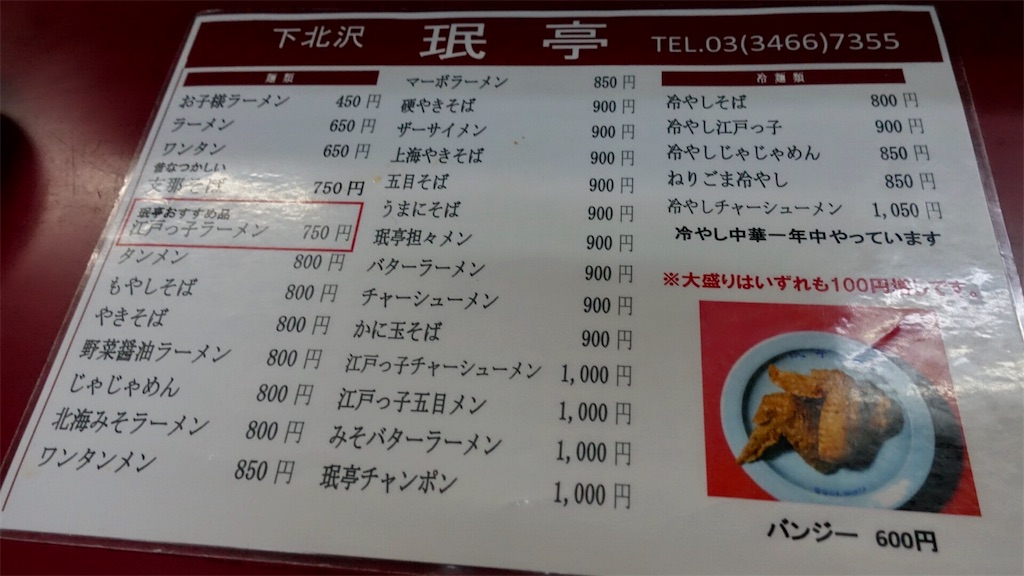 下北沢 珉亭 TEL.03(3466)7355
麺類
お子様ラーメン 450円
ラーメン 650円
ワンタン 650円
昔なつかしい
支那そば 750円
珉亭おすすめ品
江戸っ子ラーメン 750円
タンメン 800円
もやしそば 800円
やきそば 800円
野菜醤油ラーメン 800円
じゃじゃめん 800円
北海みそラーメン 800円
ワンタンメン 850円
マーボラーメン 850円
硬やきそば 900円
ザーサイメン 900円
上海やきそば 900円
五目そば 900円
うまにそば 900円
珉亭担々メン 900円
バターラーメン 900円
チャーシューメン 900円
かに玉そば 900円
江戸っ子チャーシューメン 1,000円
江戸っ子五目メン 1,000円
みそバターラーメン 1,000円
珉亭チャンポン 1,000円
冷麺類
冷やしそば 800円
冷やし江戸っ子 900円
冷やしじゃじゃめん 850円
ねりごま冷やし 850円
冷やしチャーシューメン 1,050円
冷やし中華一年中やっています
※大盛りはいずれも100円増しです。
バンジー 600円